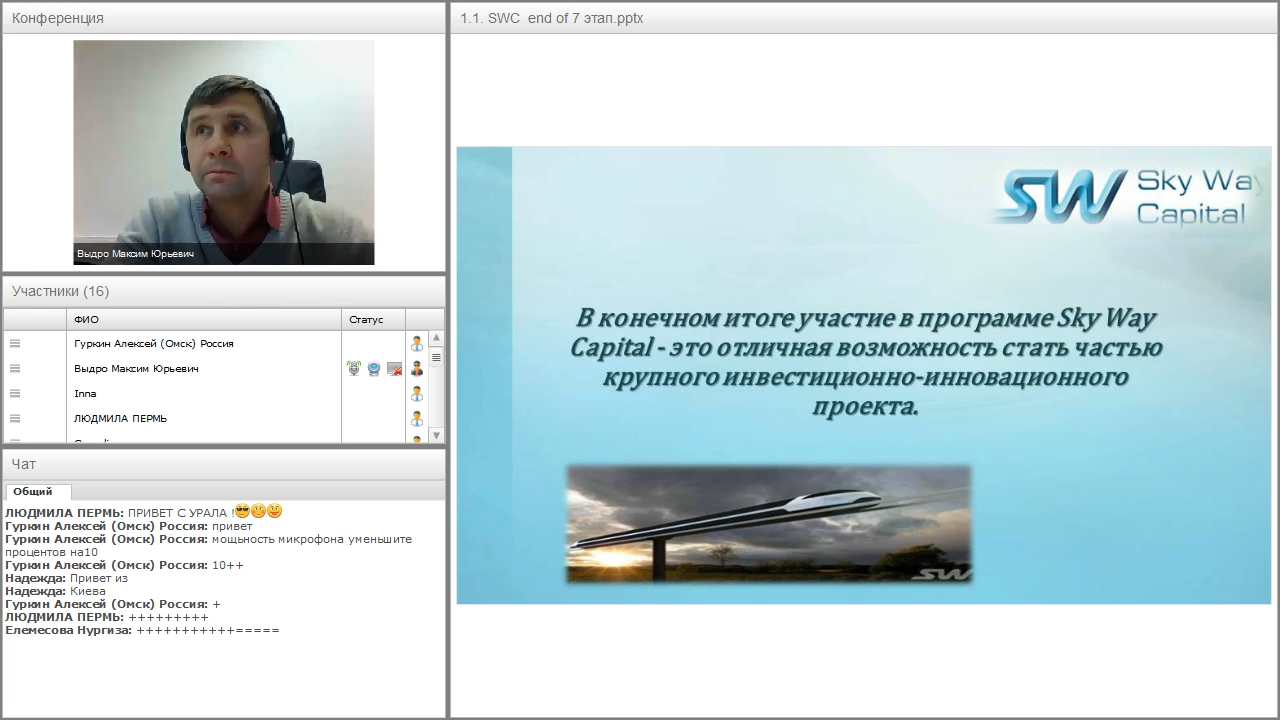 Конференция
Выдро Максим Юрьевич
Участники (16)
ФИО
Статус
Гуркин Алексей (Омск) Россия
Выдро Максим Юрьевич
Inna
ЛЮДМИЛА ПЕРМЬ
Чат
Общий
ЛЮДМИЛА ПЕРМЬ: ПРИВЕТ С УРАЛА !
Гуркин Алексей (Омск) Россия: привет
Гуркин Алексей (Омск) Россия: мощьность микрофона уменьшите
процентов на10
Гуркин Алексей (Омск) Россия: 10++
Надежда: Привет из
Надежда: Киева
Гуркин Алексей (Омск) Россия: +
ЛЮДМИЛА ПЕРМЬ: +++++++++
Елемесова Нургиза: +++++++++++=====
1.1. SWC end of 7 этап.pptx
SW
Sky Way
Capital
В конечном итоге участие в программе Sky Way
Capital - это отличная возможность стать частью
крупного инвестиционно-инновационного
проекта.
SW